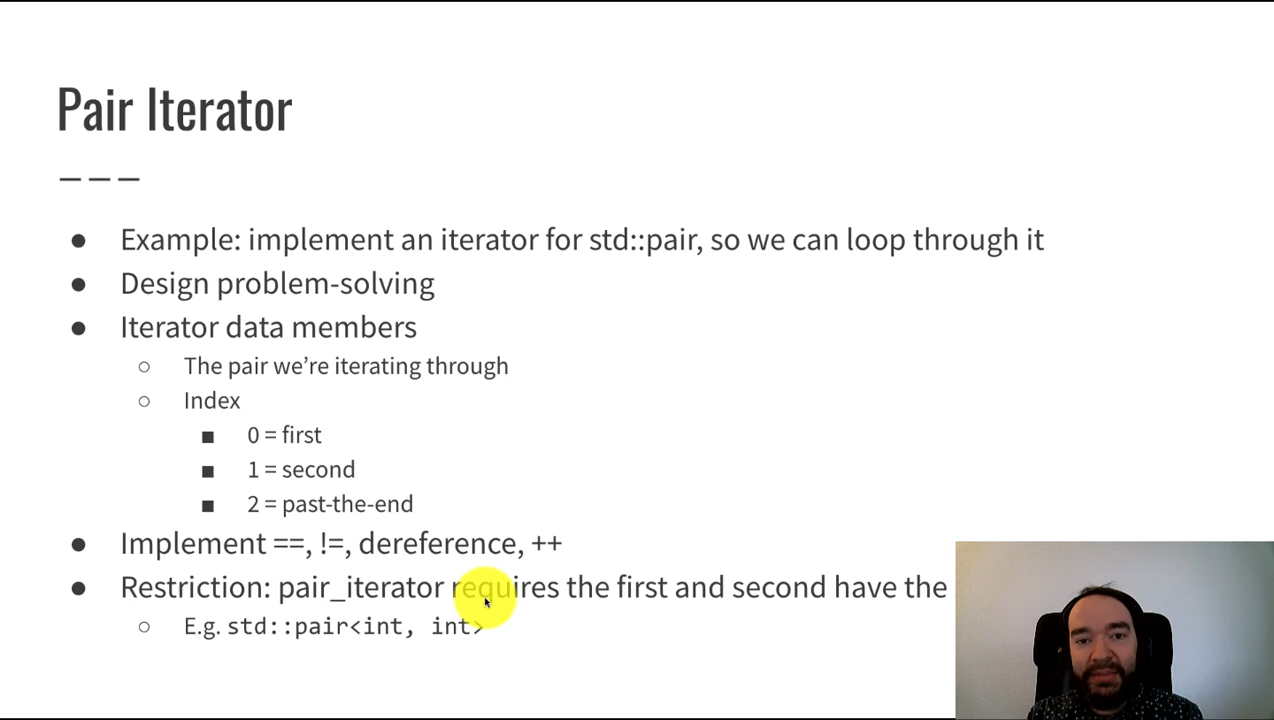 Pair Iterator
● Example: implement an iterator for std::pair, so we can loop through it
● Design problem-solving
● Iterator data members
○ The pair we’re iterating through
○ Index
■ 0 = first
■ 1 = second
■ 2 = past-the-end
● Implement ==, !=, dereference, ++
● Restriction: pair_iterator requires the first and second have the
○ E.g. std::pair<int, int>